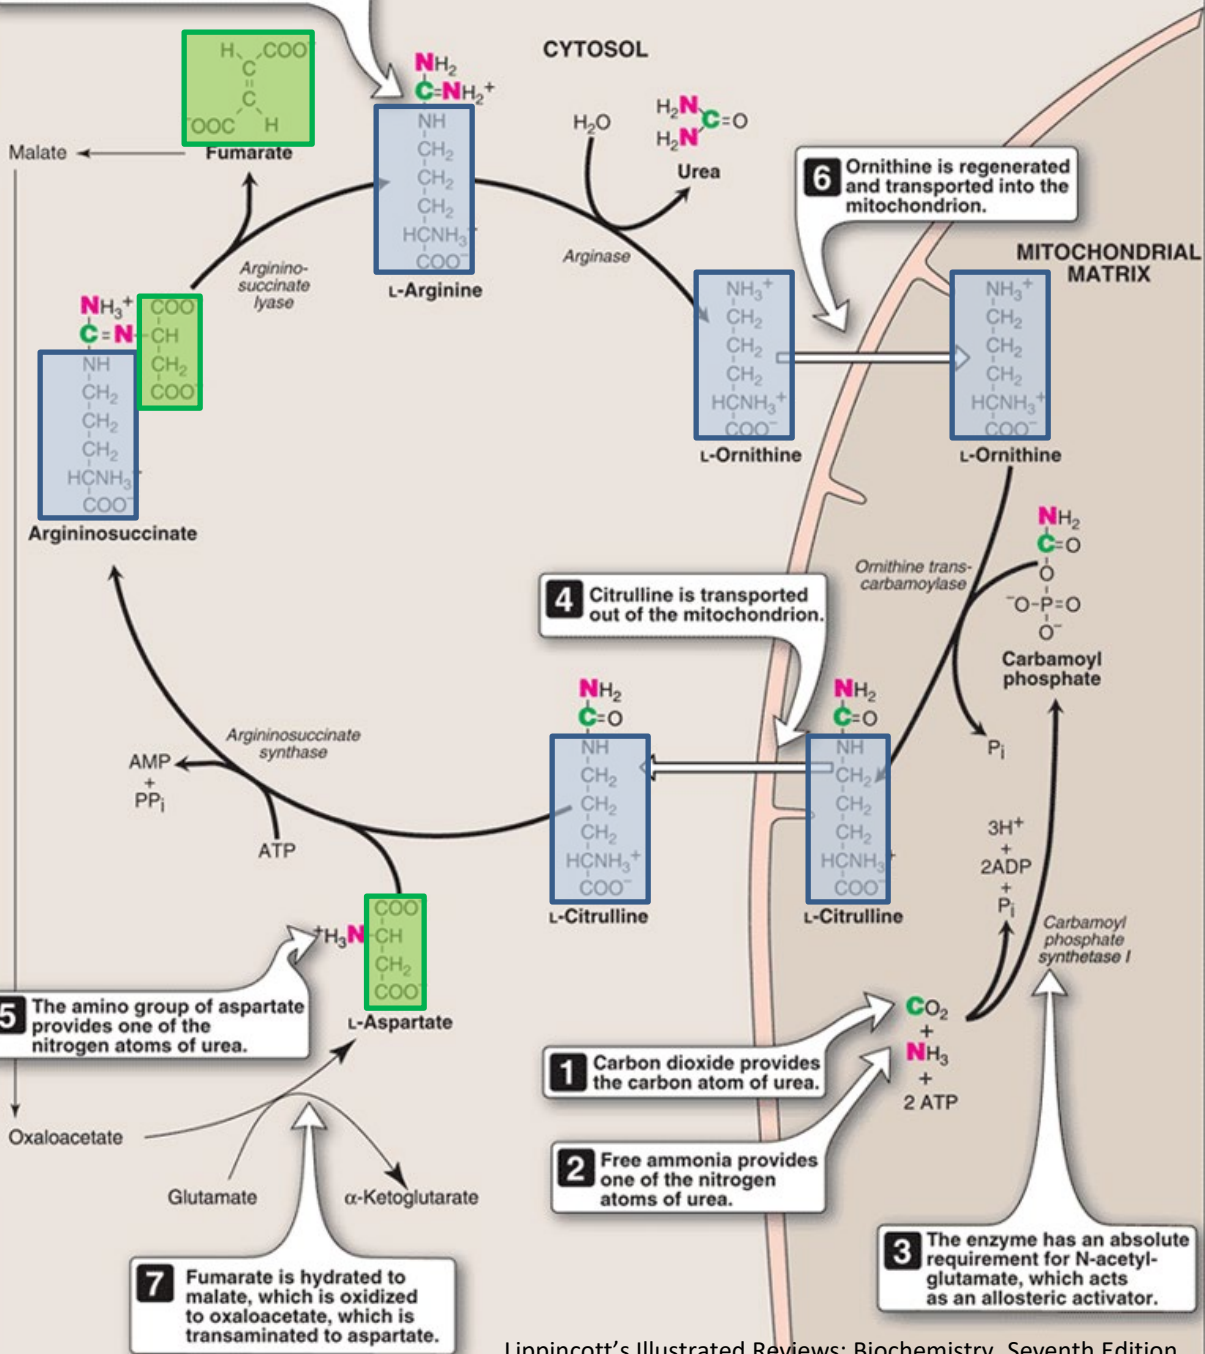 CYTOSOL
H COO⁻
C
=
C
⁻OOC H
Fumarate
Malate
NH₂
C=NH₂⁺
NH
CH₂
CH₂
CH₂
HCNH₃⁺
COO⁻
L-Arginine
H₂O
H₂N
C=O
H₂N
Urea
Arginase
Arginino-
succinate
lyase
6 Ornithine is regenerated
and transported into the
mitochondrion.
MITOCHONDRIAL
MATRIX
NH₃⁺
CH₂
CH₂
CH₂
HCNH₃⁺
COO⁻
L-Ornithine
NH₃⁺
CH₂
CH₂
CH₂
HCNH₃⁺
COO⁻
L-Ornithine
NH₃⁺ COO⁻
C=N-CH
NH CH₂
CH₂ COO⁻
CH₂
CH₂
HCNH₃⁺
COO⁻
Argininosuccinate
Ornithine trans-
carbamoylase
NH₂
C=O
O
⁻O-P=O
O⁻
Carbamoyl
phosphate
4 Citrulline is transported
out of the mitochondrion.
NH₂
C=O
NH
CH₂
CH₂
CH₂
HCNH₃⁺
COO⁻
L-Citrulline
NH₂
C=O
NH
CH₂
CH₂
CH₂
HCNH₃⁺
COO⁻
L-Citrulline
Pi
Argininosuccinate
synthase
AMP
+
PPi
ATP
3H⁺
+
2ADP
+
Pi
Carbamoyl
phosphate
synthetase I
COO⁻
⁺H₃N-CH
CH₂
COO⁻
L-Aspartate
5 The amino group of aspartate
provides one of the
nitrogen atoms of urea.
CO₂
+
NH₃
+
2 ATP
1 Carbon dioxide provides
the carbon atom of urea.
2 Free ammonia provides
one of the nitrogen
atoms of urea.
Oxaloacetate
Glutamate
α-Ketoglutarate
3 The enzyme has an absolute
requirement for N-acetyl-
glutamate, which acts
as an allosteric activator.
7 Fumarate is hydrated to
malate, which is oxidized
to oxaloacetate, which is
transaminated to aspartate.
Lippincott's Illustrated Reviews: Biochemistry, Seventh Edition